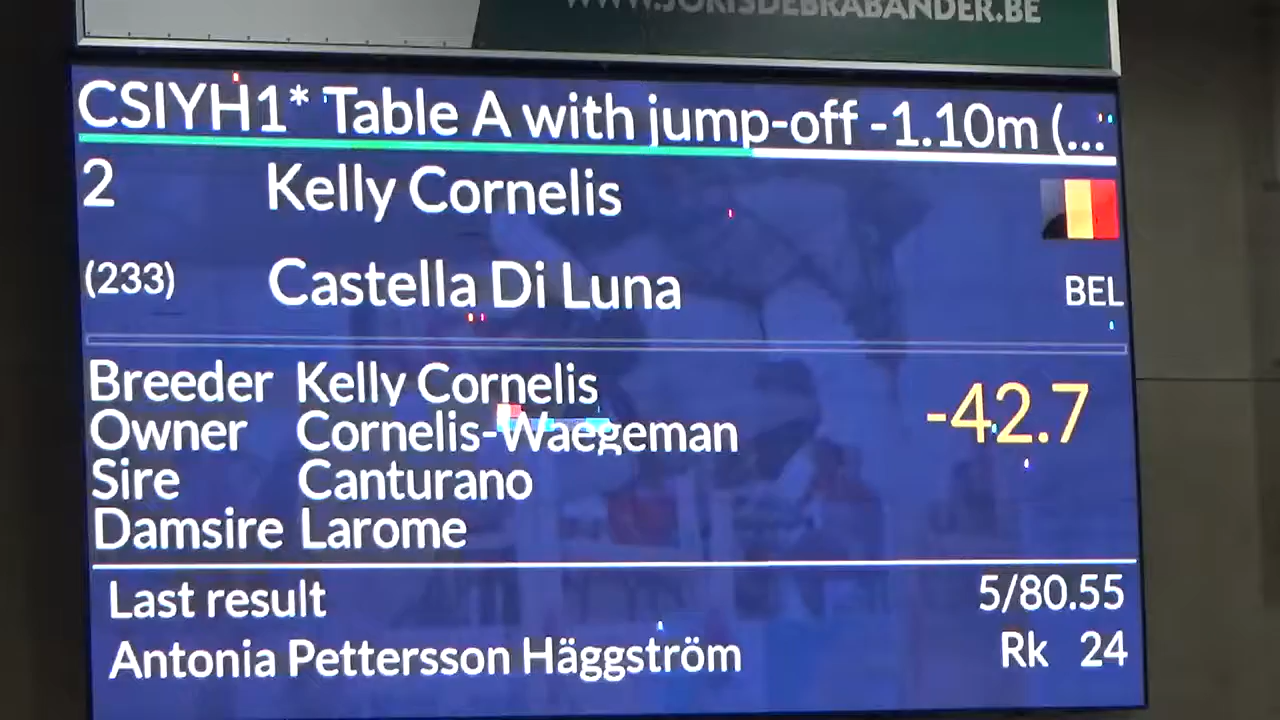 WWW.JORISDEBRABANDER.BE
CSIYH1* Table A with jump-off -1.10m (...
2 Kelly Cornelis
(233) Castella Di Luna BEL
Breeder Kelly Cornelis
-42.7
Owner Cornelis-Waegeman
Sire Canturano
Damsire Larome
Last result 5/80.55
Antonia Pettersson Häggström Rk 24